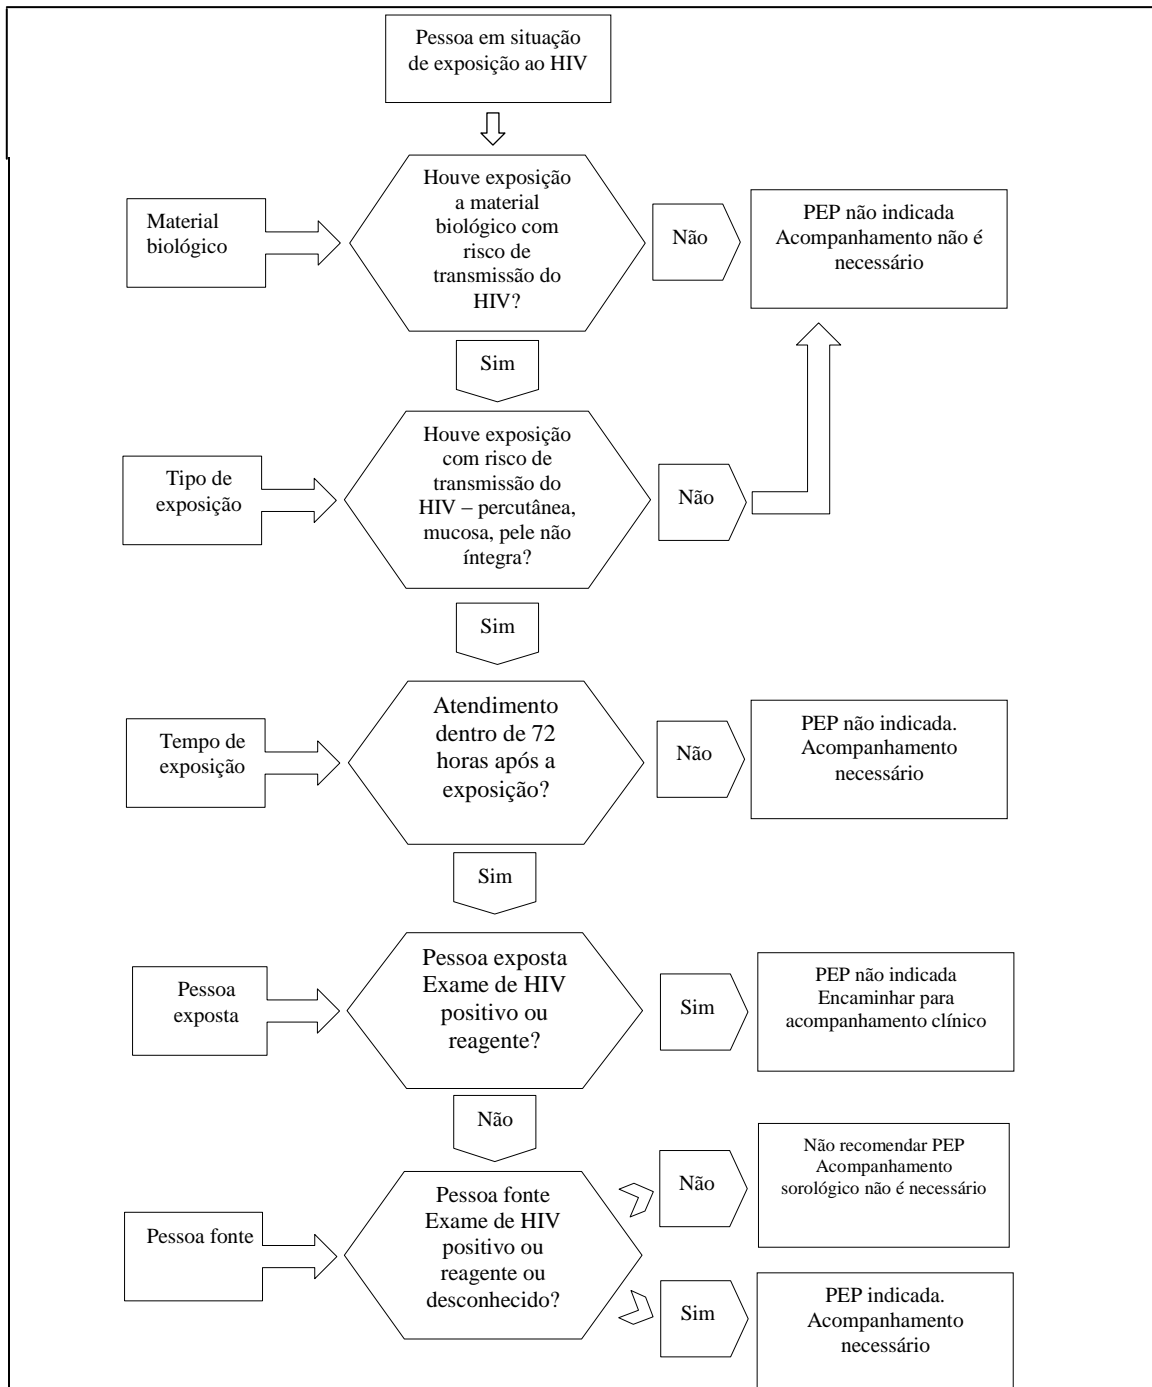 Pessoa em situação
de exposição ao HIV
Material
biológico
Houve exposição
a material
biológico com
risco de
transmissão do
HIV?
Não
PEP não indicada
Acompanhamento não é
necessário
Sim
Tipo de
exposição
Houve exposição
com risco de
transmissão do
HIV – percutânea,
mucosa, pele não
íntegra?
Não
Sim
Tempo de
exposição
Atendimento
dentro de 72
horas após a
exposição?
Não
PEP não indicada.
Acompanhamento
necessário
Sim
Pessoa
exposta
Pessoa exposta
Exame de HIV
positivo ou
reagente?
Sim
PEP não indicada
Encaminhar para
acompanhamento clínico
Não
Pessoa fonte
Pessoa fonte
Exame de HIV
positivo ou
reagente ou
desconhecido?
Não
Não recomendar PEP
Acompanhamento
sorológico não é necessário
Sim
PEP indicada.
Acompanhamento
necessário